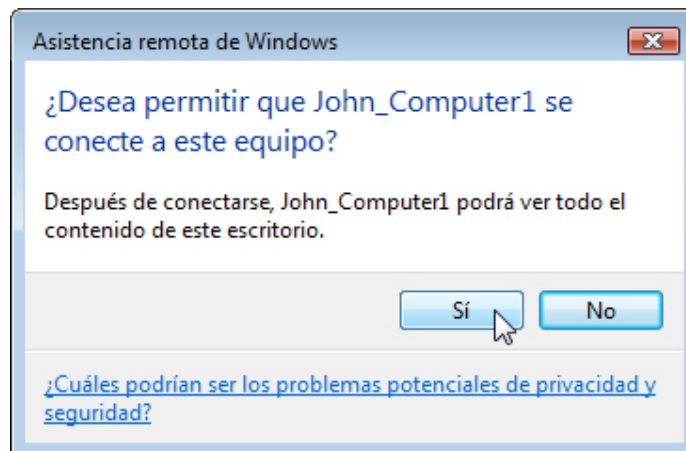 Asistencia remota de Windows
¿Desea permitir que John_Computer1 se
conecte a este equipo?
Después de conectarse, John_Computer1 podrá ver todo el
contenido de este escritorio.
Sí
No
¿Cuáles podrían ser los problemas potenciales de privacidad y
seguridad?